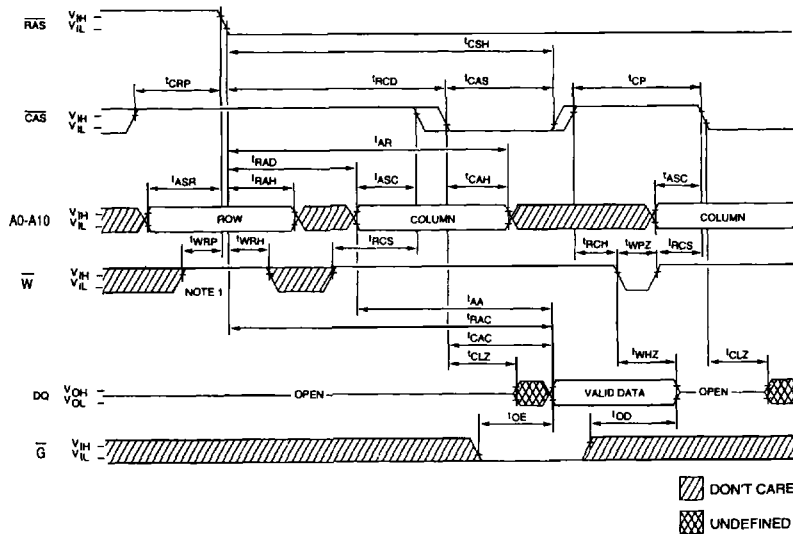 RAS VIH VIL
tCSH
tCRP tRCD tCAS tCP
CAS VIH VIL
tAR
tRAD
tASR tRAH tASC tCAH tASC
A0-A10 VIH VIL ROW COLUMN COLUMN
tWRP tWRH tRCS tRCH tWPZ tRCS
W VIH VIL NOTE 1
tAA
tRAC
tCAC
tCLZ tWHZ tCLZ
DQ VOH VOL OPEN VALID DATA OPEN
tOE tOD
G VIH VIL
DON'T CARE
UNDEFINED